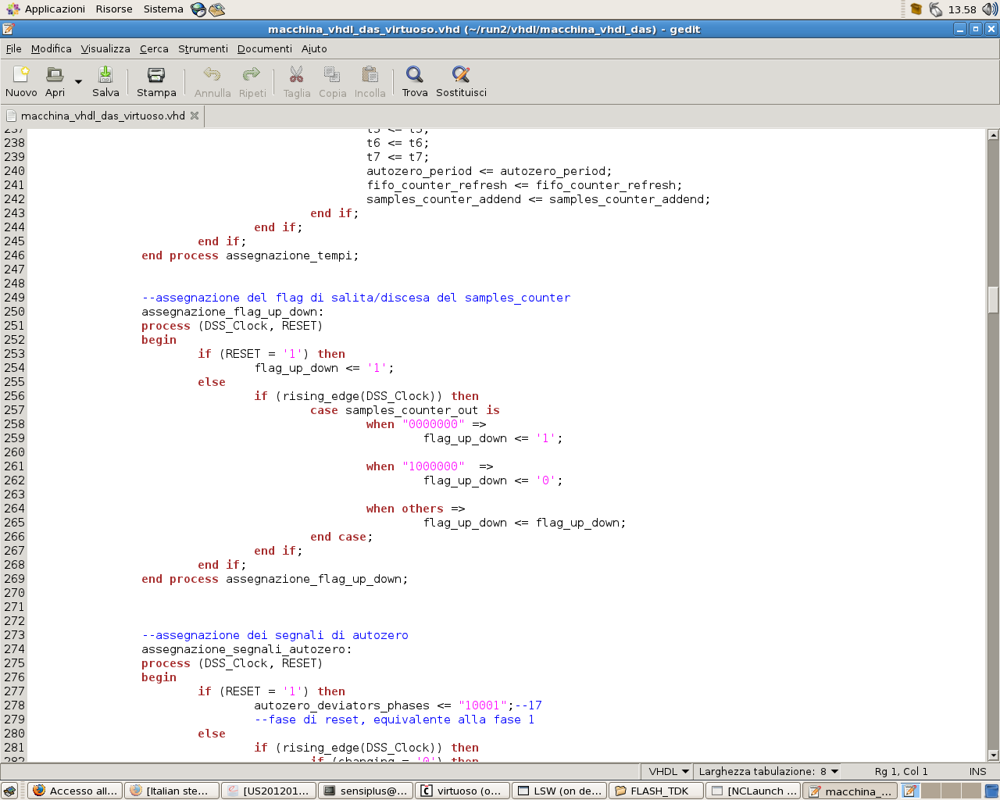 Applicazioni Risorse Sistema 13.58
macchina_vhdl_das_virtuoso.vhd (~/run2/vhdl/macchina_vhdl_das) - gedit
File Modifica Visualizza Cerca Strumenti Documenti Aiuto
Nuovo Apri Salva Stampa Annulla Ripeti Taglia Copia Incolla Trova Sostituisci
macchina_vhdl_das_virtuoso.vhd
237 t5 <= t5;
238 t6 <= t6;
239 t7 <= t7;
240 autozero_period <= autozero_period;
241 fifo_counter_refresh <= fifo_counter_refresh;
242 samples_counter_addend <= samples_counter_addend;
243 end if;
244 end if;
245 end if;
246 end process assegnazione_tempi;
247
248
249 --assegnazione del flag di salita/discesa del samples_counter
250 assegnazione_flag_up_down:
251 process (DSS_Clock, RESET)
252 begin
253 if (RESET = '1') then
254 flag_up_down <= '1';
255 else
256 if (rising_edge(DSS_Clock)) then
257 case samples_counter_out is
258 when "0000000" =>
259 flag_up_down <= '1';
260
261 when "1000000" =>
262 flag_up_down <= '0';
263
264 when others =>
265 flag_up_down <= flag_up_down;
266 end case;
267 end if;
268 end if;
269 end process assegnazione_flag_up_down;
270
271
272
273 --assegnazione dei segnali di autozero
274 assegnazione_segnali_autozero:
275 process (DSS_Clock, RESET)
276 begin
277 if (RESET = '1') then
278 autozero_deviators_phases <= "10001";--17
279 --fase di reset, equivalente alla fase 1
280 else
281 if (rising_edge(DSS_Clock)) then
282 if (changing = '0') then
VHDL Larghezza tabulazione: 8 Rg 1, Col 1 INS
Accesso all... [Italian ste... [US201201... sensiplus@... virtuoso (o... LSW (on de... FLASH_TDK [NCLaunch ... macchina_...